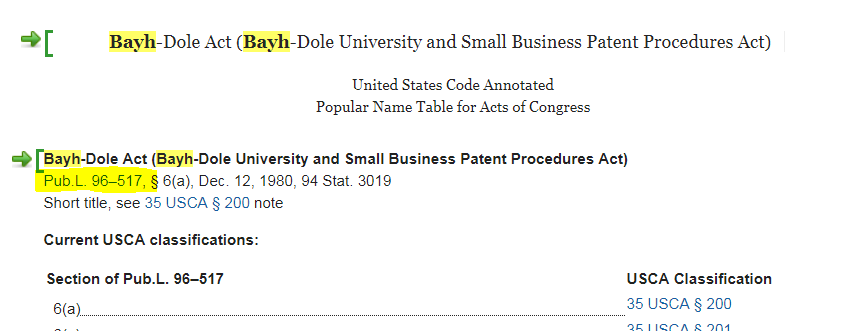 Bayh-Dole Act (Bayh-Dole University and Small Business Patent Procedures Act)
United States Code Annotated
Popular Name Table for Acts of Congress
Bayh-Dole Act (Bayh-Dole University and Small Business Patent Procedures Act)
Pub.L. 96–517, § 6(a), Dec. 12, 1980, 94 Stat. 3019
Short title, see 35 USCA § 200 note
Current USCA classifications:
Section of Pub.L. 96–517 USCA Classification
6(a) 35 USCA § 200
35 USCA § 201